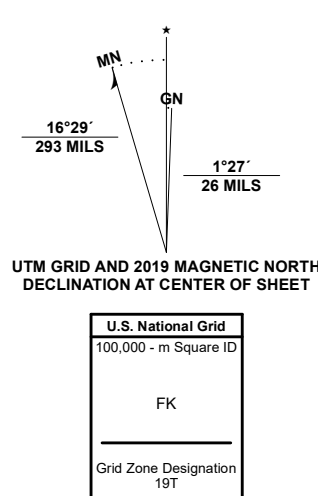 ★
MN
GN
16°29´
293 MILS
1°27´
26 MILS
UTM GRID AND 2019 MAGNETIC NORTH
DECLINATION AT CENTER OF SHEET
U.S. National Grid
100,000 - m Square ID
FK
Grid Zone Designation
19T